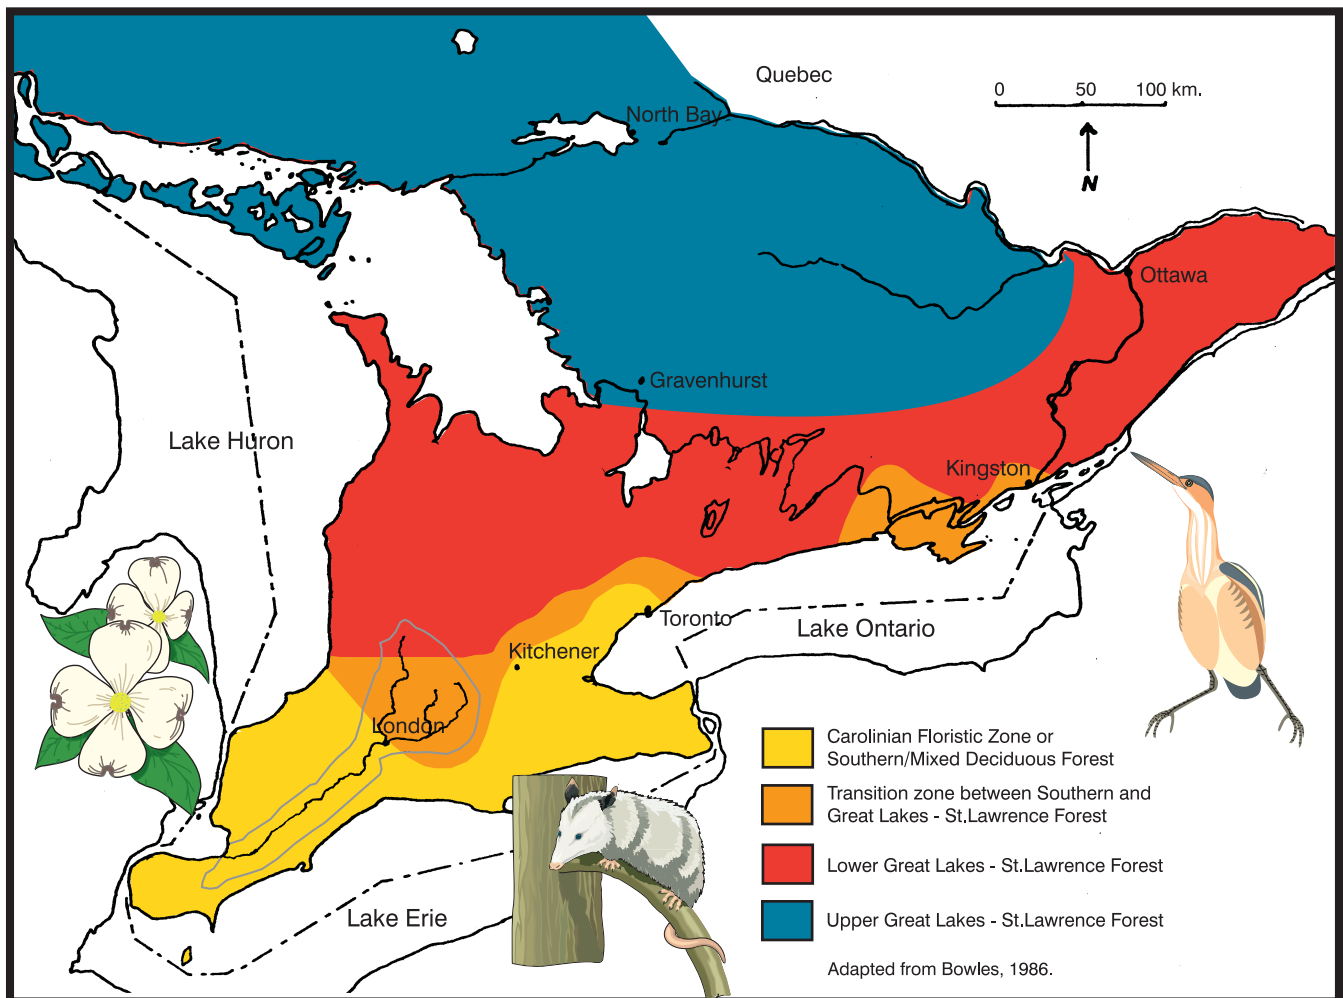 Quebec
0 50 100 km.
North Bay
N
Ottawa
Gravenhurst
Lake Huron
Kingston
Toronto
Lake Ontario
Kitchener
London
Carolinian Floristic Zone or
Southern/Mixed Deciduous Forest
Transition zone between Southern and
Great Lakes - St.Lawrence Forest
Lower Great Lakes - St.Lawrence Forest
Lake Erie
Upper Great Lakes - St.Lawrence Forest
Adapted from Bowles, 1986.